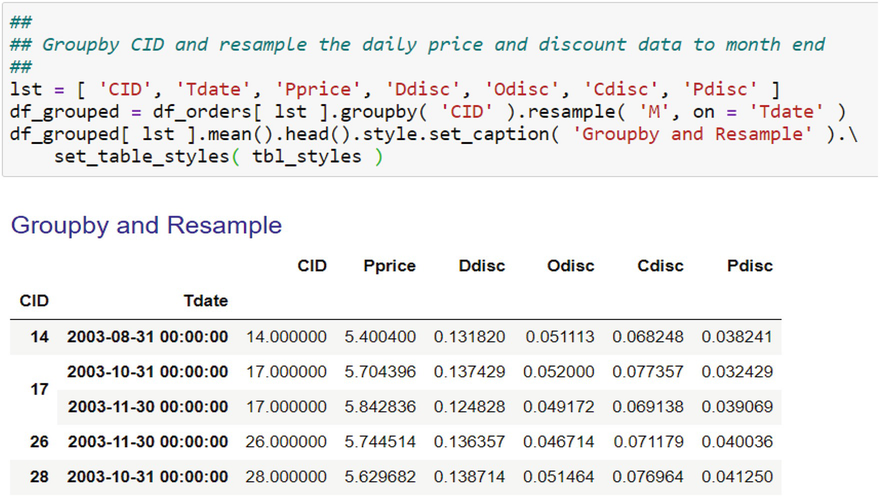 ##
## Groupby CID and resample the daily price and discount data to month end
##
lst = [ 'CID', 'Tdate', 'Pprice', 'Ddisc', 'Odisc', 'Cdisc', 'Pdisc' ]
df_grouped = df_orders[ lst ].groupby( 'CID' ).resample( 'M', on = 'Tdate' )
df_grouped[ lst ].mean().head().style.set_caption( 'Groupby and Resample' ).\
    set_table_styles( tbl_styles )
Groupby and Resample
CID Pprice Ddisc Odisc Cdisc Pdisc
CID Tdate
14 2003-08-31 00:00:00 14.000000 5.400400 0.131820 0.051113 0.068248 0.038241
17 2003-10-31 00:00:00 17.000000 5.704396 0.137429 0.052000 0.077357 0.032429
2003-11-30 00:00:00 17.000000 5.842836 0.124828 0.049172 0.069138 0.039069
26 2003-11-30 00:00:00 26.000000 5.744514 0.136357 0.046714 0.071179 0.040036
28 2003-10-31 00:00:00 28.000000 5.629682 0.138714 0.051464 0.076964 0.041250